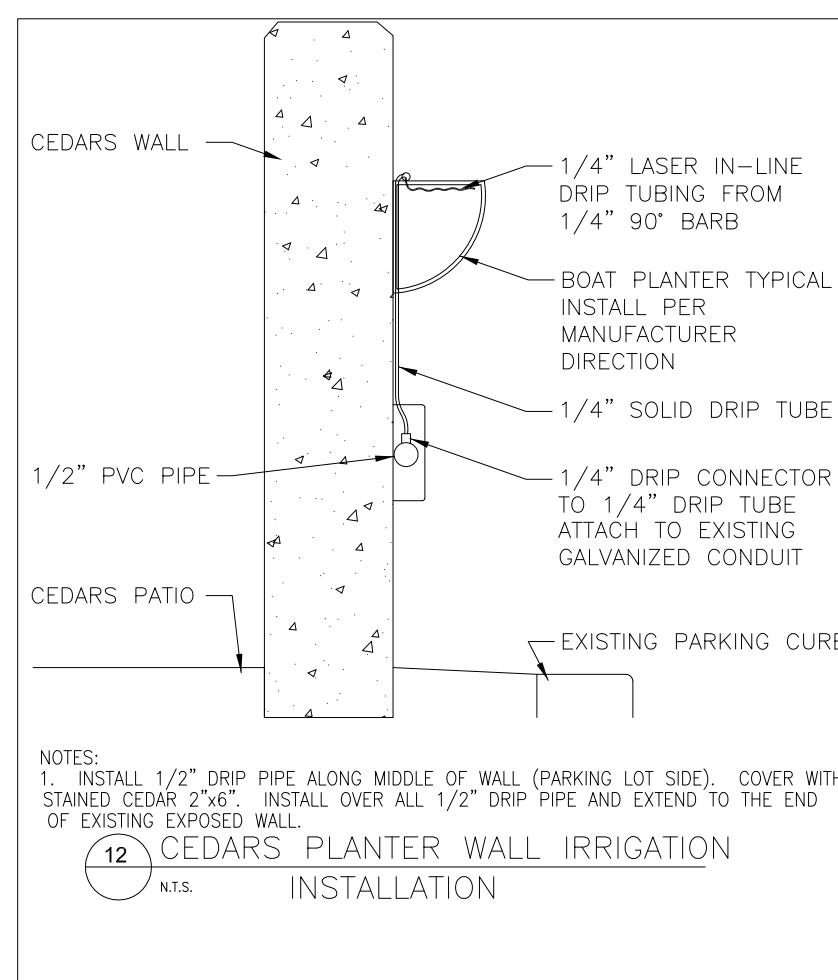 CEDARS WALL
1/4” LASER IN-LINE
DRIP TUBING FROM
1/4” 90° BARB
BOAT PLANTER TYPICAL
INSTALL PER
MANUFACTURER
DIRECTION
1/4” SOLID DRIP TUBE
1/2” PVC PIPE
1/4” DRIP CONNECTOR
TO 1/4” DRIP TUBE
ATTACH TO EXISTING
GALVANIZED CONDUIT
CEDARS PATIO
EXISTING PARKING CURB
NOTES:
1. INSTALL 1/2” DRIP PIPE ALONG MIDDLE OF WALL (PARKING LOT SIDE). COVER WITH
STAINED CEDAR 2”x6”. INSTALL OVER ALL 1/2” DRIP PIPE AND EXTEND TO THE END
OF EXISTING EXPOSED WALL.
12 CEDARS PLANTER WALL IRRIGATION
N.T.S. INSTALLATION